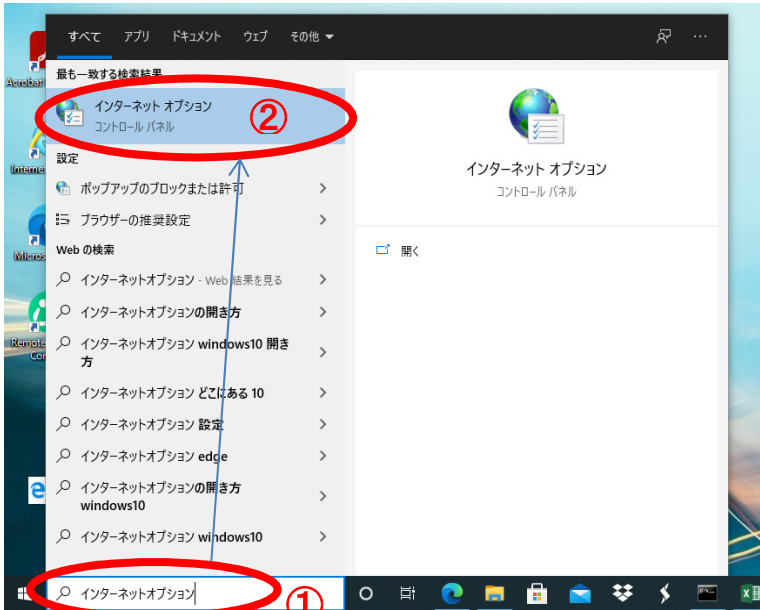 すべて アプリ ドキュメント ウェブ その他
最も一致する検索結果
インターネット オプション
コントロール パネル
②
設定
ポップアップのブロックまたは許可
ブラウザーの推奨設定
Web の検索
インターネットオプション - Web 結果を見る
インターネットオプションの開き方
インターネットオプション windows10 開き
方
インターネットオプション どこにある 10
インターネットオプション 設定
インターネットオプション edge
インターネットオプションの開き方
windows10
インターネットオプション windows10
インターネットオプション
①
インターネット オプション
コントロール パネル
開く
Acrobat
Interne
Micros
Remote
Con